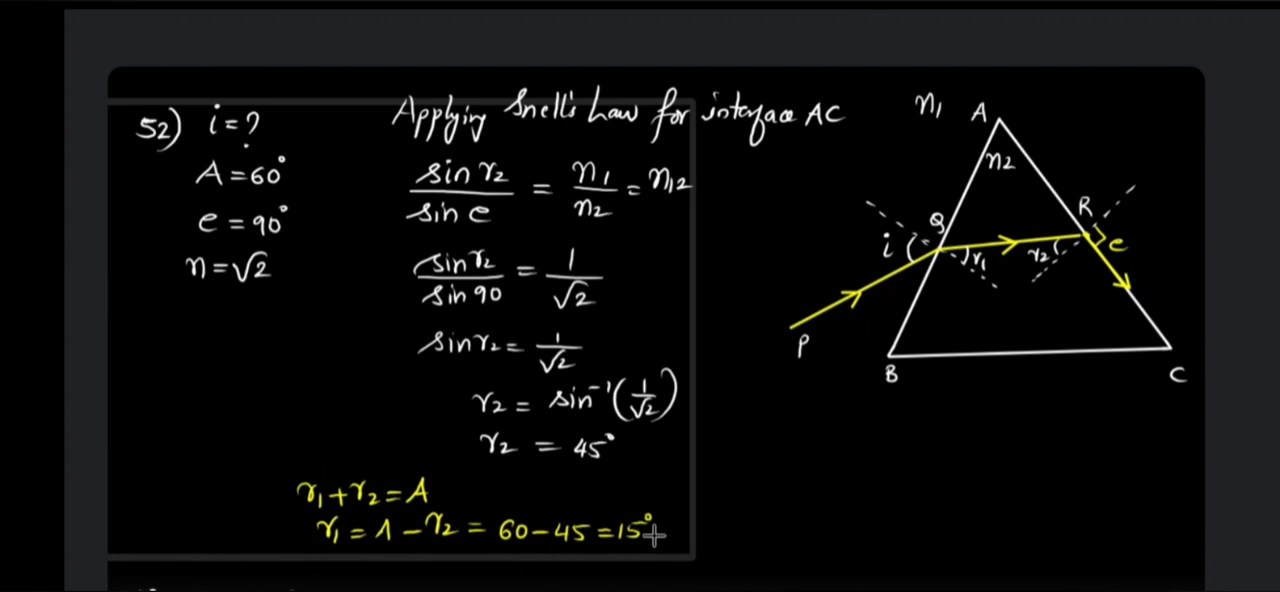 52) i = ?
A = 60°
e = 90°
n = √2
Applying Snell's Law for interface AC
sin r₂ / sin e = n₁ / n₂ = n₁₂
sin r₂ / sin 90 = 1 / √2
sin r₂ = 1 / √2
r₂ = sin⁻¹(1/√2)
r₂ = 45°
r₁ + r₂ = A
r₁ = A − r₂ = 60 − 45 = 15°
n₁
A
n₂
Q
R
i
r₁
r₂
e
P
B
C